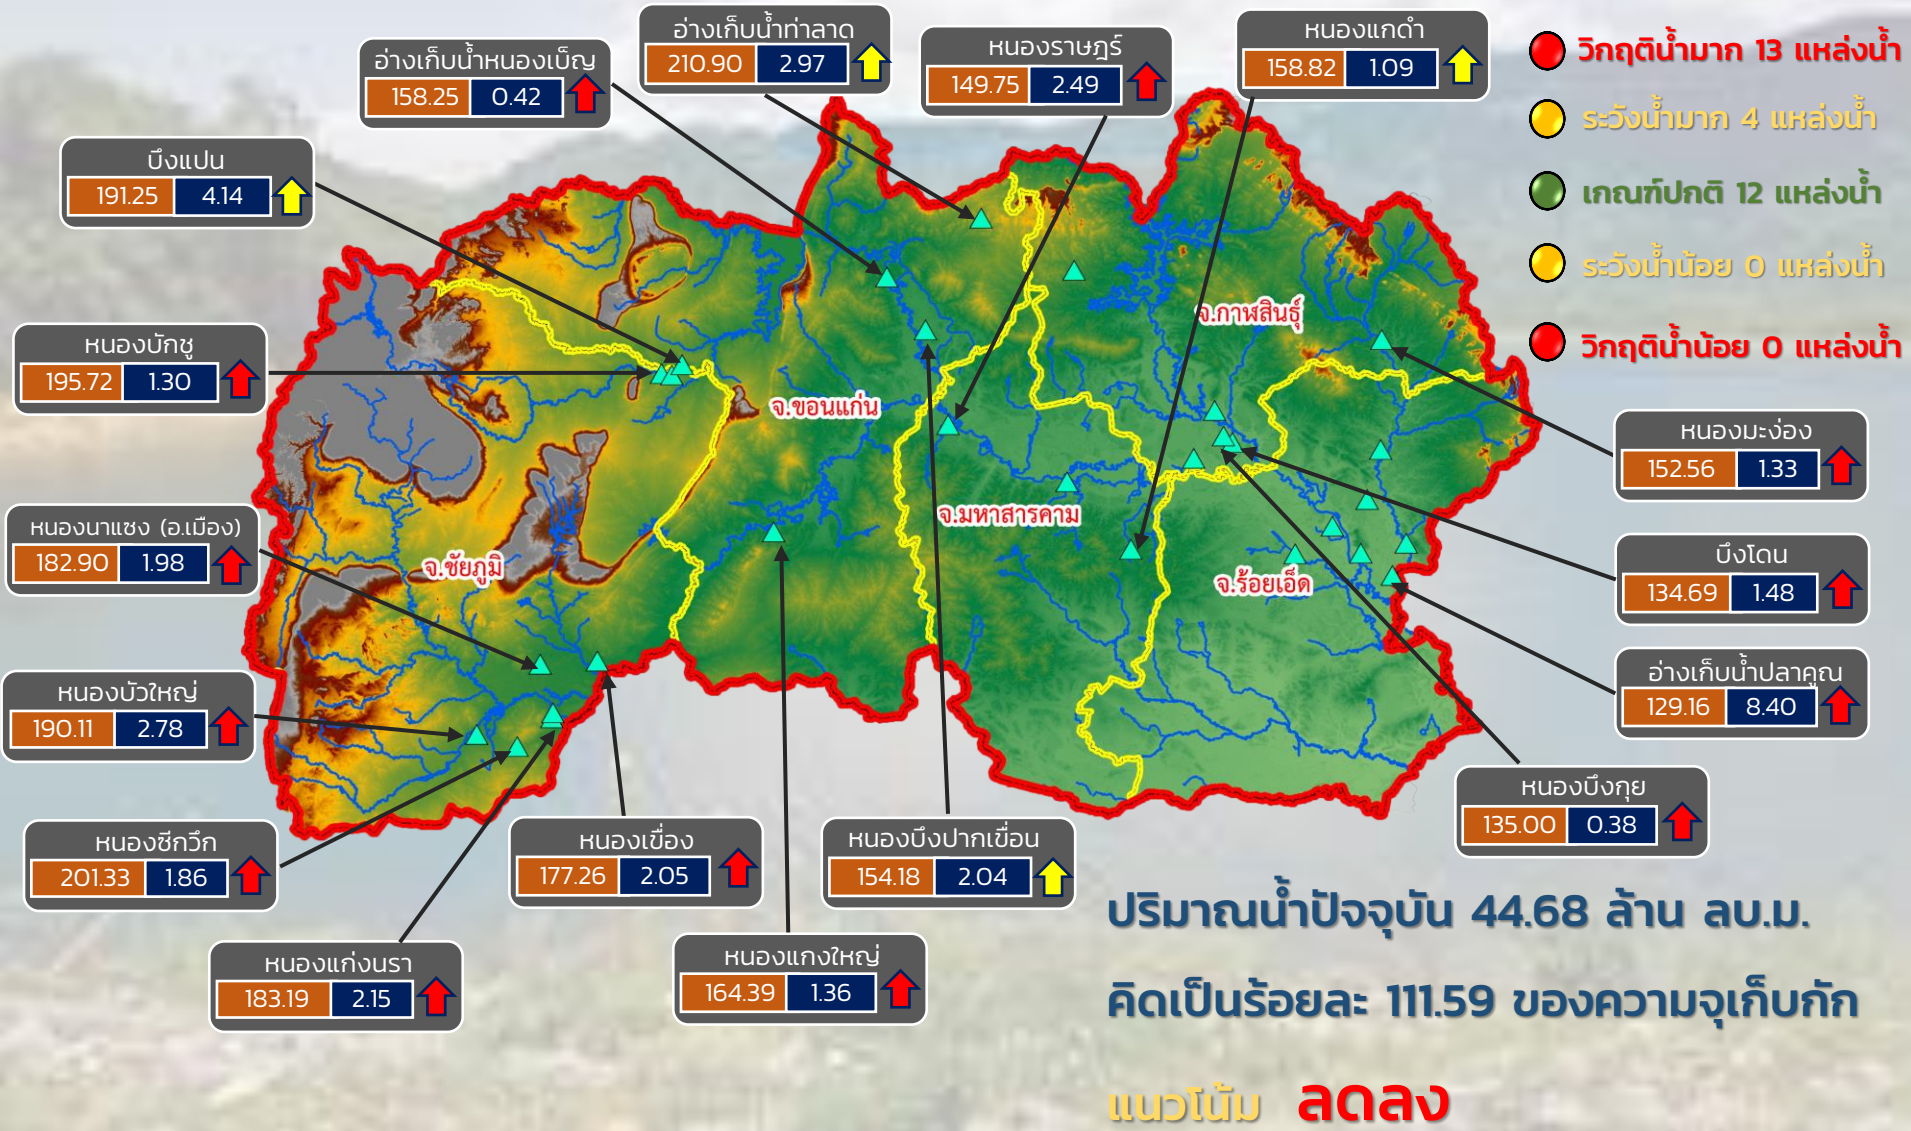 อ่างเก็บน้ำท่าลาด
210.90 2.97
หนองแกดำ
158.82 1.09
หนองราษฎร์
149.75 2.49
อ่างเก็บน้ำหนองเบ็ญ
158.25 0.42
บึงแปน
191.25 4.14
วิกฤติน้ำมาก 13 แหล่งน้ำ
ระวังน้ำมาก 4 แหล่งน้ำ
เกณฑ์ปกติ 12 แหล่งน้ำ
ระวังน้ำน้อย 0 แหล่งน้ำ
วิกฤติน้ำน้อย 0 แหล่งน้ำ
จ.กาฬสินธุ์
หนองบักซู
195.72 1.30
จ.ขอนแก่น
หนองมะง่อง
152.56 1.33
หนองนาแซง (อ.เมือง)
182.90 1.98
จ.มหาสารคาม
จ.ชัยภูมิ
จ.ร้อยเอ็ด
บึงโดน
134.69 1.48
หนองบัวใหญ่
190.11 2.78
อ่างเก็บน้ำปลาคูณ
129.16 8.40
หนองบึงกุย
135.00 0.38
หนองซีกวึก
201.33 1.86
หนองเขื่อง
177.26 2.05
หนองบึงปากเขื่อน
154.18 2.04
หนองแก่งนรา
183.19 2.15
หนองแกงใหญ่
164.39 1.36
ปริมาณน้ำปัจจุบัน 44.68 ล้าน ลบ.ม.
คิดเป็นร้อยละ 111.59 ของความจุเก็บกัก
แนวโน้ม ลดลง